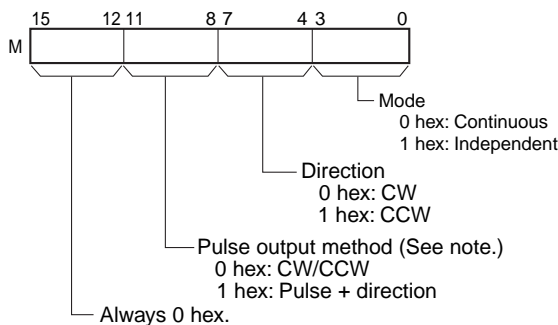 15 12 11 8 7 4 3 0
M
Mode
0 hex: Continuous
1 hex: Independent
Direction
0 hex: CW
1 hex: CCW
Pulse output method (See note.)
0 hex: CW/CCW
1 hex: Pulse + direction
Always 0 hex.